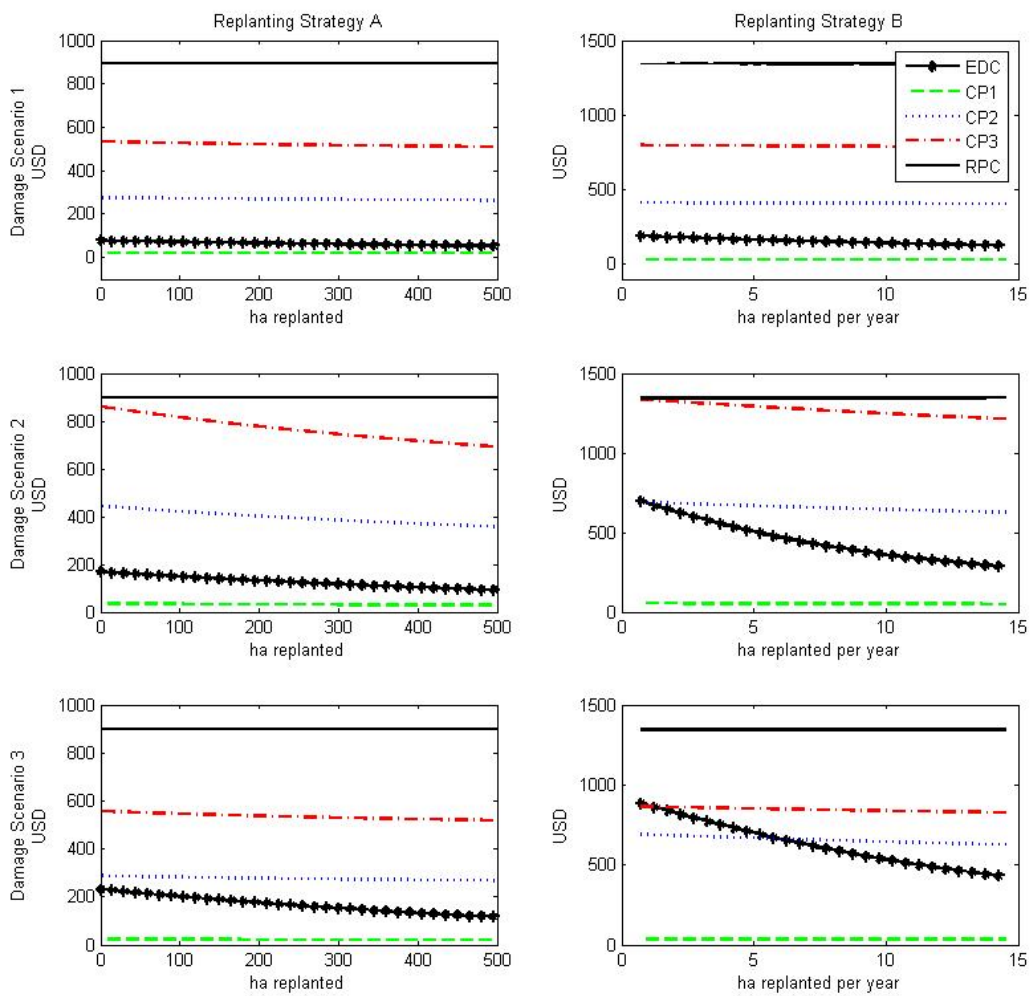 Replanting Strategy A
Replanting Strategy B
Damage Scenario 1
USD
1000
800
600
400
200
0
0 100 200 300 400 500
ha replanted
USD
1500
1000
500
0
0 5 10 15
ha replanted per year
EDC
CP1
CP2
CP3
RPC
Damage Scenario 2
USD
1000
800
600
400
200
0
0 100 200 300 400 500
ha replanted
USD
1500
1000
500
0
0 5 10 15
ha replanted per year
Damage Scenario 3
USD
1000
800
600
400
200
0
0 100 200 300 400 500
ha replanted
USD
1500
1000
500
0
0 5 10 15
ha replanted per year